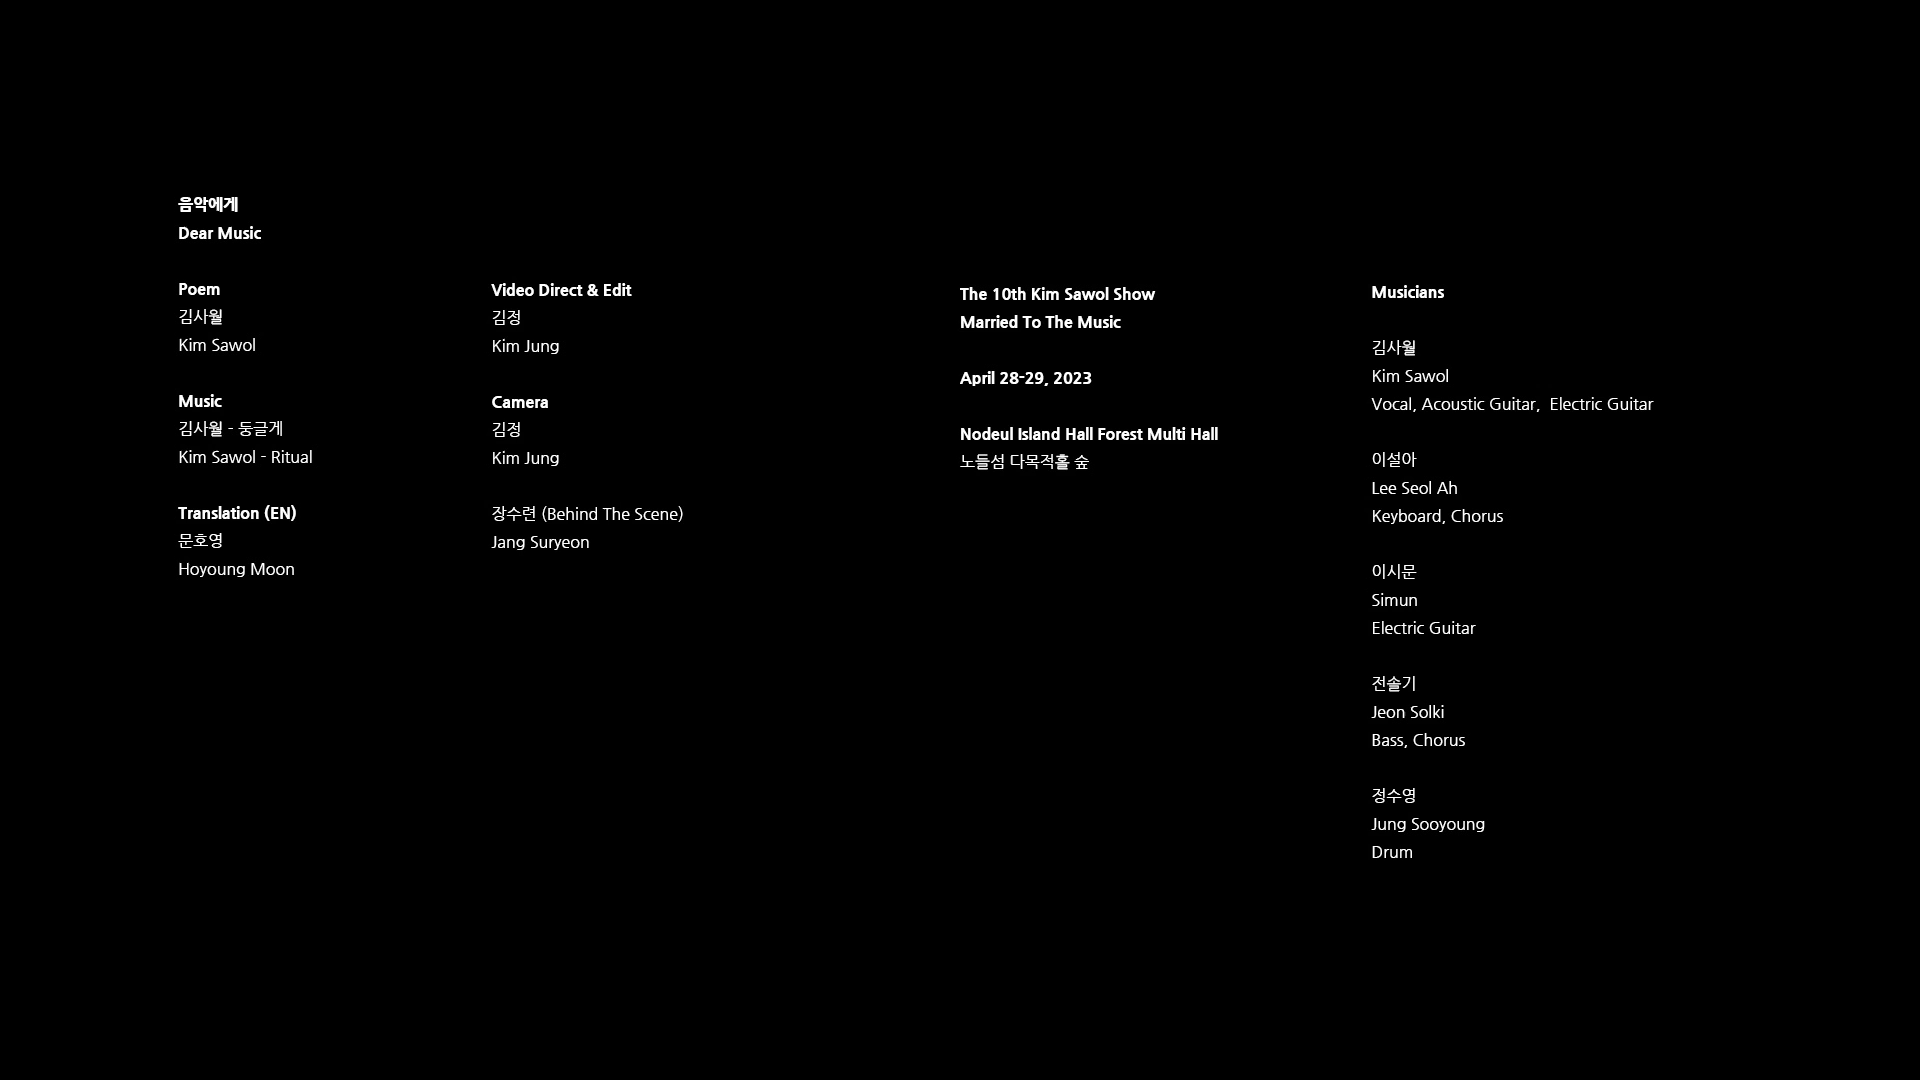 음악에게
Dear Music
Poem
김사월
Kim Sawol
Music
김사월 - 둥글게
Kim Sawol - Ritual
Translation (EN)
문호영
Hoyoung Moon
Video Direct & Edit
김정
Kim Jung
Camera
김정
Kim Jung
장수련 (Behind The Scene)
Jang Suryeon
The 10th Kim Sawol Show
Married To The Music
April 28-29, 2023
Nodeul Island Hall Forest Multi Hall
노들섬 다목적홀 숲
Musicians
김사월
Kim Sawol
Vocal, Acoustic Guitar,  Electric Guitar
이설아
Lee Seol Ah
Keyboard, Chorus
이시문
Simun
Electric Guitar
전솔기
Jeon Solki
Bass, Chorus
정수영
Jung Sooyoung
Drum